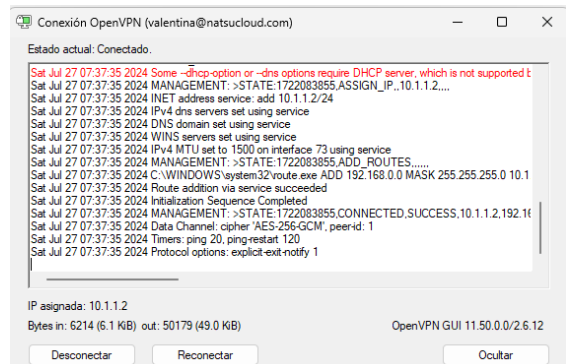 Conexión OpenVPN (valentina@natsucloud.com)
Estado actual: Conectado.
Sat Jul 27 07:37:35 2024 Some --dhcp-option or --dns options require DHCP server, which is not supported b
Sat Jul 27 07:37:35 2024 MANAGEMENT: >STATE:1722083855,ASSIGN_IP,,10.1.1.2,,,,
Sat Jul 27 07:37:35 2024 INET address service: add 10.1.1.2/24
Sat Jul 27 07:37:35 2024 IPv4 dns servers set using service
Sat Jul 27 07:37:35 2024 DNS domain set using service
Sat Jul 27 07:37:35 2024 WINS servers set using service
Sat Jul 27 07:37:35 2024 IPv4 MTU set to 1500 on interface 73 using service
Sat Jul 27 07:37:35 2024 MANAGEMENT: >STATE:1722083855,ADD_ROUTES,,,,,,
Sat Jul 27 07:37:35 2024 C:\WINDOWS\system32\route.exe ADD 192.168.0.0 MASK 255.255.255.0 10.1
Sat Jul 27 07:37:35 2024 Route addition via service succeeded
Sat Jul 27 07:37:35 2024 Initialization Sequence Completed
Sat Jul 27 07:37:35 2024 MANAGEMENT: >STATE:1722083855,CONNECTED,SUCCESS,10.1.1.2,192.16
Sat Jul 27 07:37:35 2024 Data Channel: cipher 'AES-256-GCM', peer-id: 1
Sat Jul 27 07:37:35 2024 Timers: ping 20, ping-restart 120
Sat Jul 27 07:37:35 2024 Protocol options: explicit-exit-notify 1
IP asignada: 10.1.1.2
Bytes in: 6214 (6.1 KiB) out: 50179 (49.0 KiB) OpenVPN GUI 11.50.0.0/2.6.12
Desconectar Reconectar Ocultar